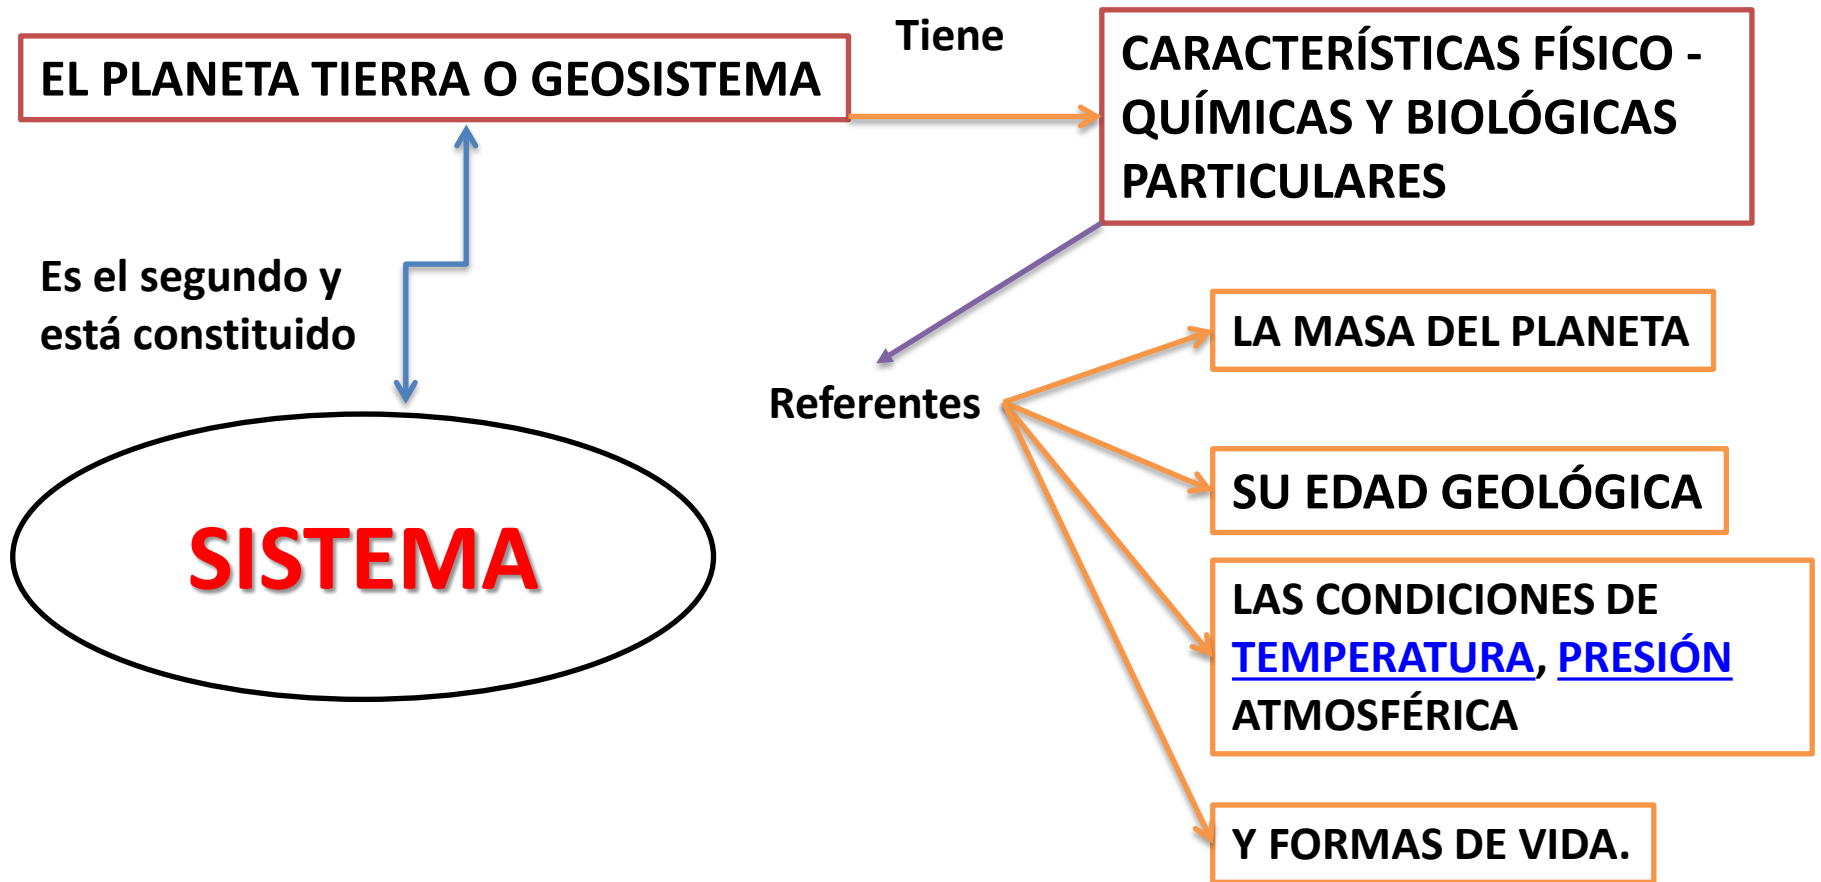 EL PLANETA TIERRA O GEOSISTEMA
Tiene
CARACTERÍSTICAS FÍSICO -
QUÍMICAS Y BIOLÓGICAS
PARTICULARES
Es el segundo y
está constituido
SISTEMA
Referentes
LA MASA DEL PLANETA
SU EDAD GEOLÓGICA
LAS CONDICIONES DE
TEMPERATURA, PRESIÓN
ATMOSFÉRICA
Y FORMAS DE VIDA.